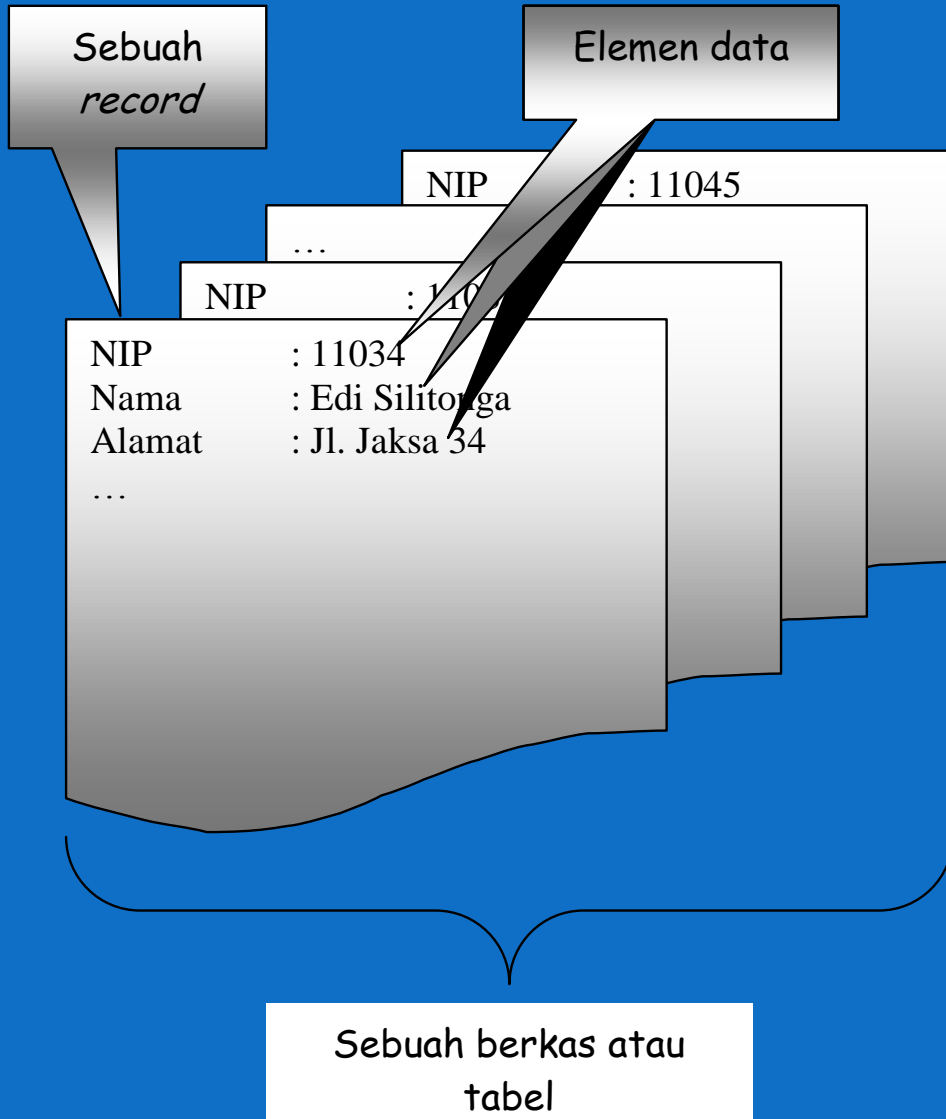 Sebuah
record
Elemen data
NIP : 11045
…
NIP :
NIP : 11034
Nama : Edi Silitonga
Alamat : Jl. Jaksa 34
…
Sebuah berkas atau
tabel